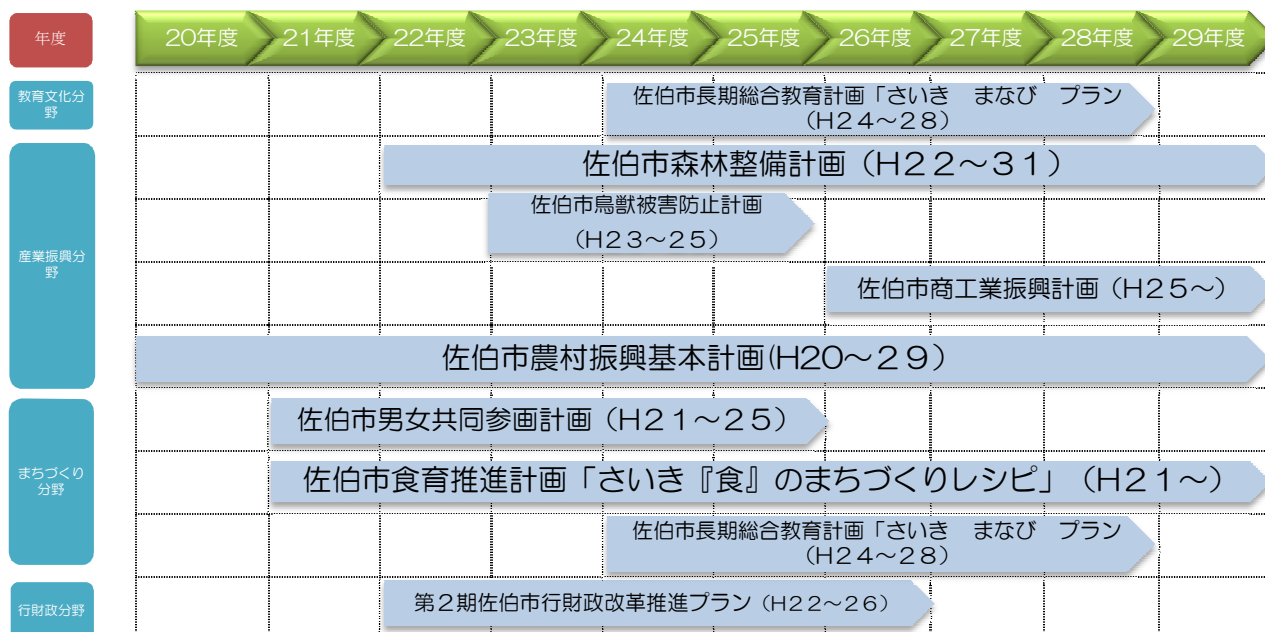 年度
20年度
21年度
22年度
23年度
24年度
25年度
26年度
27年度
28年度
29年度
教育文化分
野
佐伯市長期総合教育計画「さいき　まなび　プラン
（H２４～２８）
産業振興分
野
佐伯市森林整備計画（H２２～３１）
佐伯市鳥獣被害防止計画
（H２３～２５）
佐伯市商工業振興計画（H２５～）
佐伯市農村振興基本計画(H20～２９）
まちづくり
分野
佐伯市男女共同参画計画（H２１～２５）
佐伯市食育推進計画「さいき『食』のまちづくりレシピ」（H２１～）
佐伯市長期総合教育計画「さいき　まなび　プラン
（H２４～２８）
行財政分野
第２期佐伯市行財政改革推進プラン（H２２～２６）